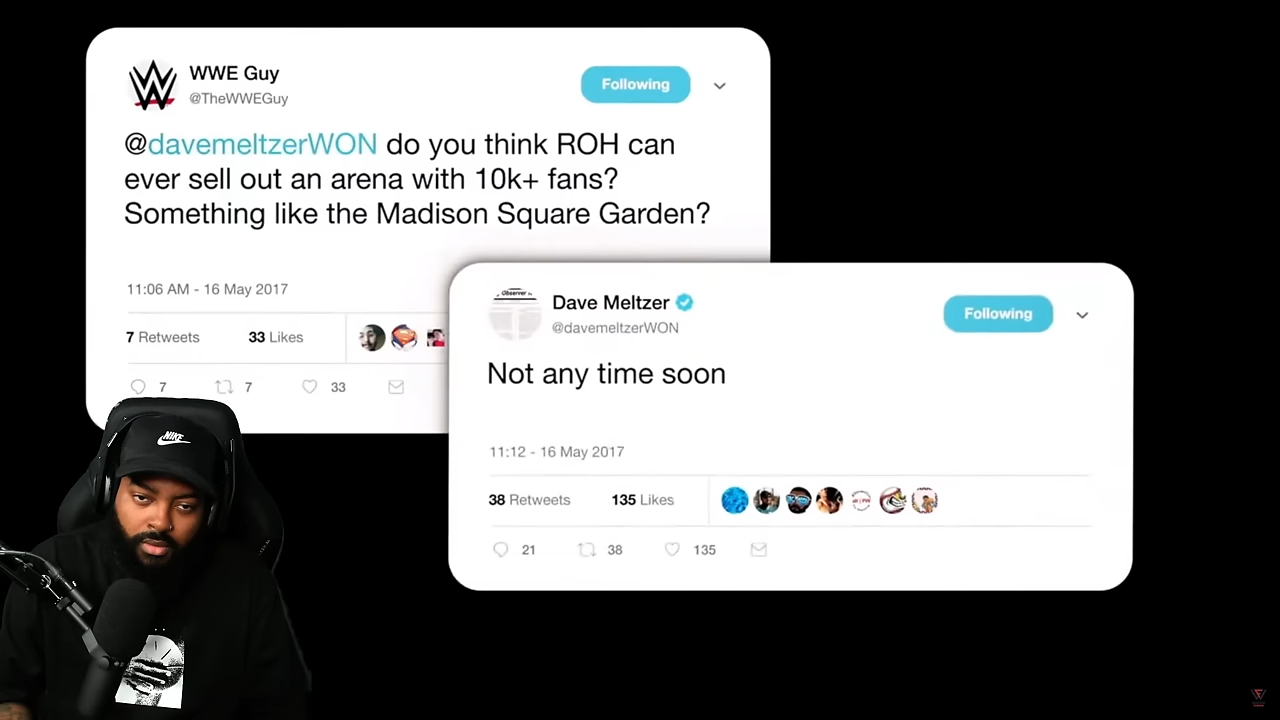 WWE Guy
@TheWWEGuy
Following
@davemeltzerWON do you think ROH can
ever sell out an arena with 10k+ fans?
Something like the Madison Square Garden?
11:06 AM - 16 May 2017
7 Retweets 33 Likes
7 7 33
Observer
Dave Meltzer
@davemeltzerWON
Following
Not any time soon
11:12 - 16 May 2017
38 Retweets 135 Likes
21 38 135
NIKE